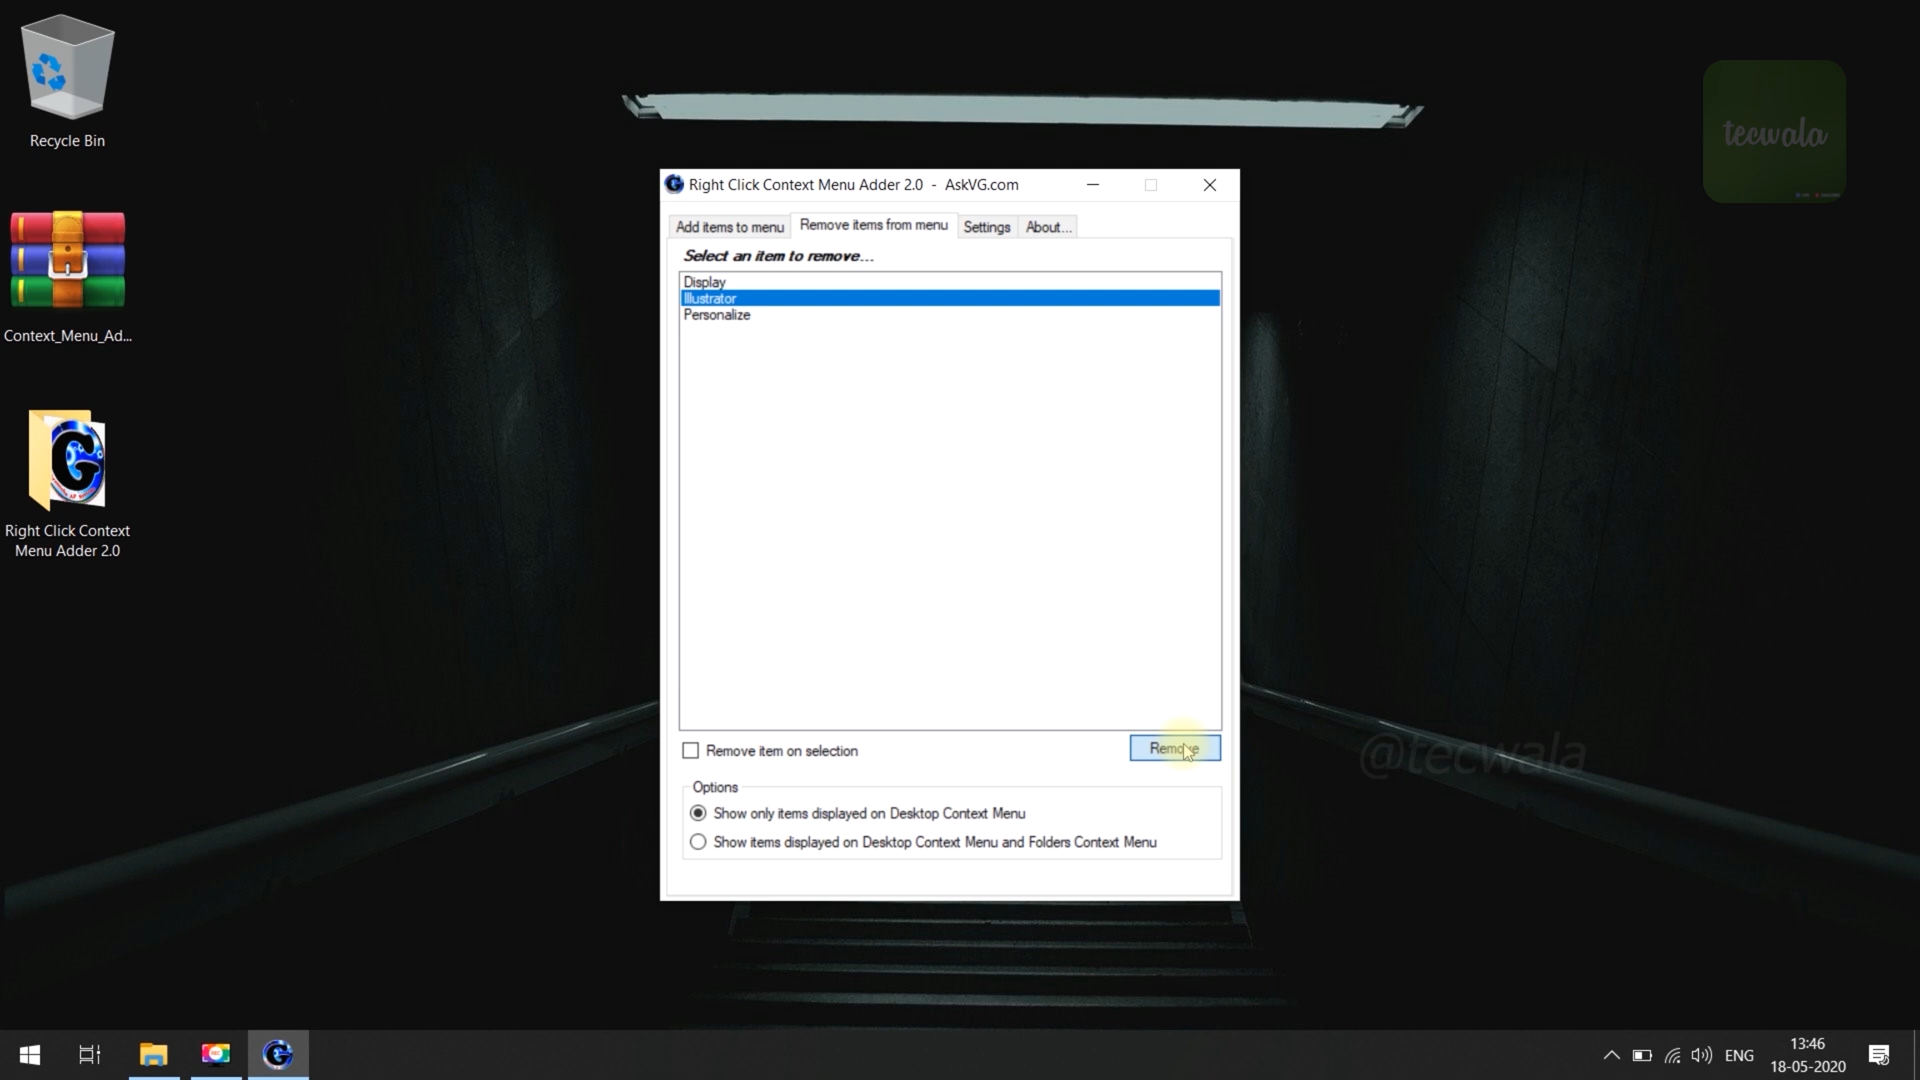 Recycle Bin
Context_Menu_Ad...
Right Click Context
Menu Adder 2.0
tecwala
Right Click Context Menu Adder 2.0 - AskVG.com
Add items to menu
Remove items from menu
Settings
About...
Select an item to remove...
Display
Illustrator
Personalize
Remove item on selection
Remove
Options
Show only items displayed on Desktop Context Menu
Show items displayed on Desktop Context Menu and Folders Context Menu
@tecwala
ENG
13:46
18-05-2020